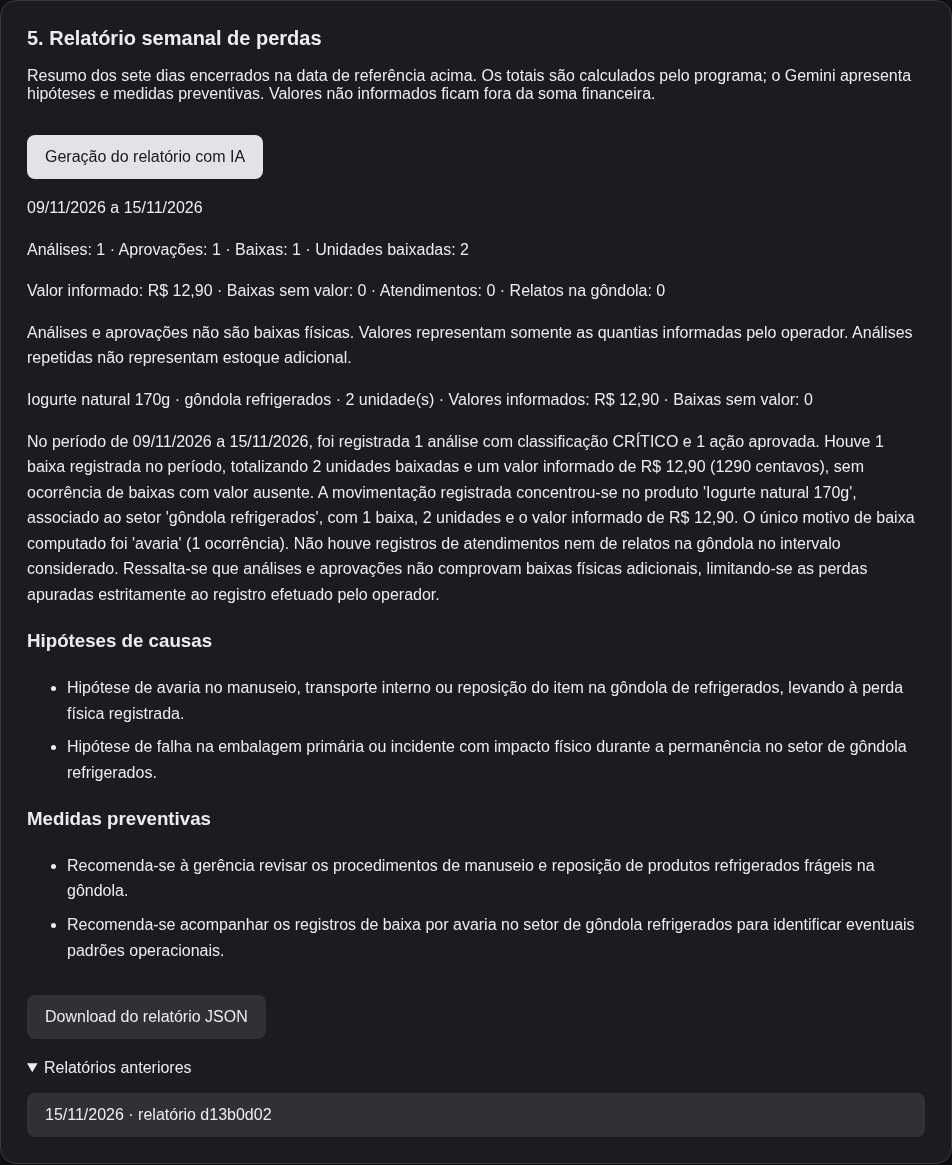 5. Relatório semanal de perdas
Resumo dos sete dias encerrados na data de referência acima. Os totais são calculados pelo programa; o Gemini apresenta
hipóteses e medidas preventivas. Valores não informados ficam fora da soma financeira.
Geração do relatório com IA
09/11/2026 a 15/11/2026
Análises: 1 · Aprovações: 1 · Baixas: 1 · Unidades baixadas: 2
Valor informado: R$ 12,90 · Baixas sem valor: 0 · Atendimentos: 0 · Relatos na gôndola: 0
Análises e aprovações não são baixas físicas. Valores representam somente as quantias informadas pelo operador. Análises
repetidas não representam estoque adicional.
Iogurte natural 170g · gôndola refrigerados · 2 unidade(s) · Valores informados: R$ 12,90 · Baixas sem valor: 0
No período de 09/11/2026 a 15/11/2026, foi registrada 1 análise com classificação CRÍTICO e 1 ação aprovada. Houve 1
baixa registrada no período, totalizando 2 unidades baixadas e um valor informado de R$ 12,90 (1290 centavos), sem
ocorrência de baixas com valor ausente. A movimentação registrada concentrou-se no produto 'Iogurte natural 170g',
associado ao setor 'gôndola refrigerados', com 1 baixa, 2 unidades e o valor informado de R$ 12,90. O único motivo de baixa
computado foi 'avaria' (1 ocorrência). Não houve registros de atendimentos nem de relatos na gôndola no intervalo
considerado. Ressalta-se que análises e aprovações não comprovam baixas físicas adicionais, limitando-se as perdas
apuradas estritamente ao registro efetuado pelo operador.
Hipóteses de causas
• Hipótese de avaria no manuseio, transporte interno ou reposição do item na gôndola de refrigerados, levando à perda
física registrada.
• Hipótese de falha na embalagem primária ou incidente com impacto físico durante a permanência no setor de gôndola
refrigerados.
Medidas preventivas
• Recomenda-se à gerência revisar os procedimentos de manuseio e reposição de produtos refrigerados frágeis na
gôndola.
• Recomenda-se acompanhar os registros de baixa por avaria no setor de gôndola refrigerados para identificar eventuais
padrões operacionais.
Download do relatório JSON
▼ Relatórios anteriores
15/11/2026 · relatório d13b0d02